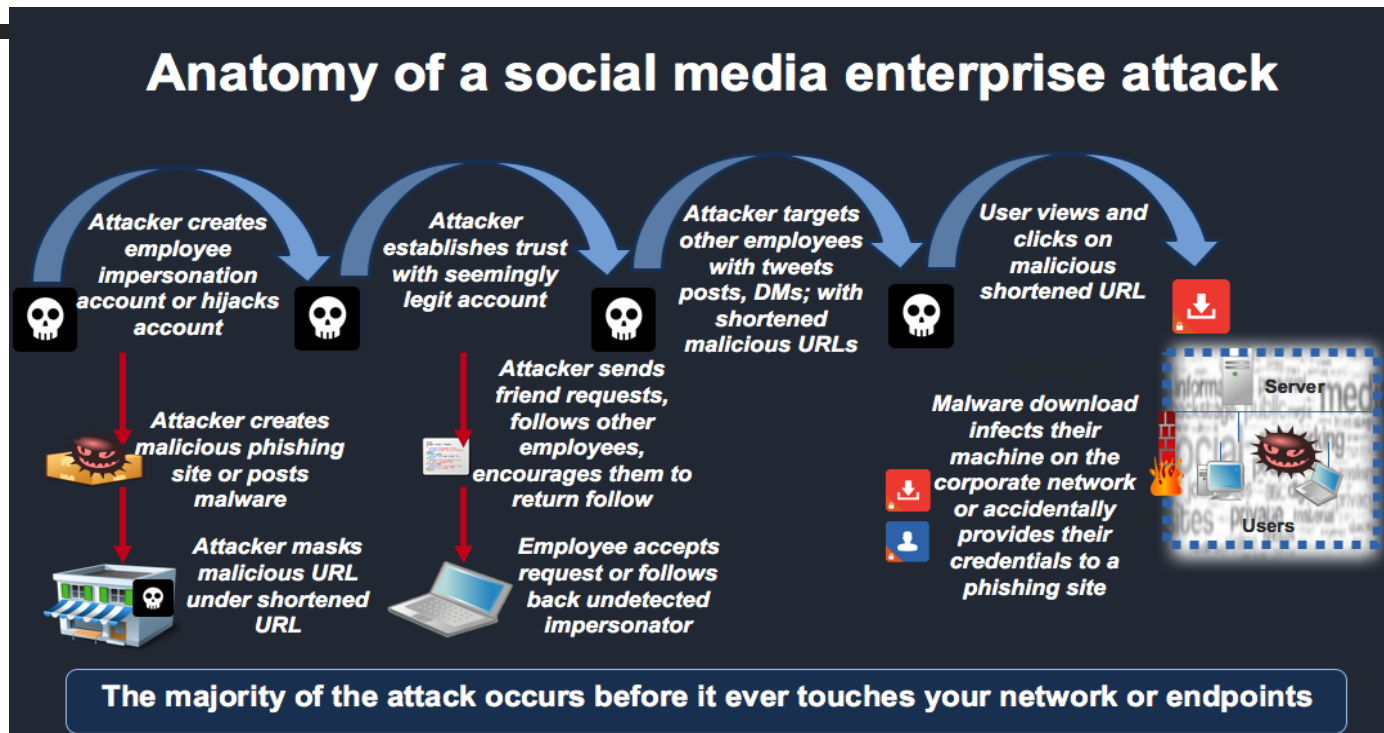 Anatomy of a social media enterprise attack
Attacker creates
employee
impersonation
account or hijacks
account
Attacker
establishes trust
with seemingly
legit account
Attacker targets
other employees
with tweets
posts, DMs; with
shortened
malicious URLs
User views and
clicks on
malicious
shortened URL
Attacker creates
malicious phishing
site or posts
malware
Attacker sends
friend requests,
follows other
employees,
encourages them to
return follow
Malware download
infects their
machine on the
corporate network
or accidentally
provides their
credentials to a
phishing site
Server
Users
Attacker masks
malicious URL
under shortened
URL
Employee accepts
request or follows
back undetected
impersonator
The majority of the attack occurs before it ever touches your network or endpoints